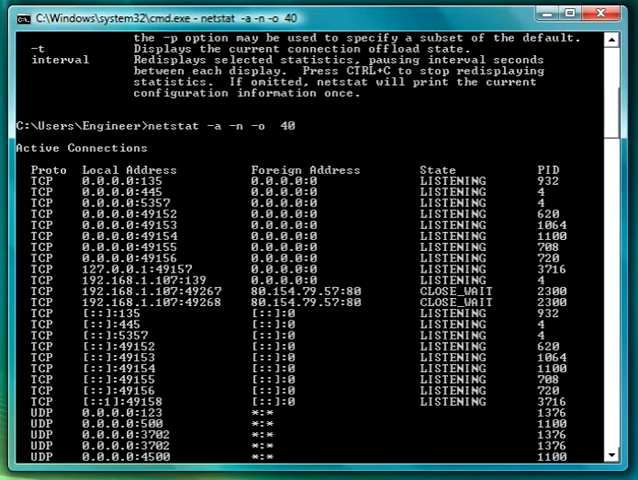 C:\Windows\system32\cmd.exe - netstat -a -n -o 40
the -p option may be used to specify a subset of the default.
-t Displays the current connection offload state.
interval Redisplays selected statistics, pausing interval seconds
between each display. Press CTRL+C to stop redisplaying
statistics. If omitted, netstat will print the current
configuration information once.
C:\Users\Engineer>netstat -a -n -o 40
Active Connections
Proto Local Address Foreign Address State PID
TCP 0.0.0.0:135 0.0.0.0:0 LISTENING 932
TCP 0.0.0.0:445 0.0.0.0:0 LISTENING 4
TCP 0.0.0.0:5357 0.0.0.0:0 LISTENING 4
TCP 0.0.0.0:49152 0.0.0.0:0 LISTENING 620
TCP 0.0.0.0:49153 0.0.0.0:0 LISTENING 1064
TCP 0.0.0.0:49154 0.0.0.0:0 LISTENING 1100
TCP 0.0.0.0:49155 0.0.0.0:0 LISTENING 708
TCP 0.0.0.0:49156 0.0.0.0:0 LISTENING 720
TCP 127.0.0.1:49157 0.0.0.0:0 LISTENING 3716
TCP 192.168.1.107:139 0.0.0.0:0 LISTENING 4
TCP 192.168.1.107:49267 80.154.79.57:80 CLOSE_WAIT 2300
TCP 192.168.1.107:49268 80.154.79.57:80 CLOSE_WAIT 2300
TCP [::]:135 [::]:0 LISTENING 932
TCP [::]:445 [::]:0 LISTENING 4
TCP [::]:5357 [::]:0 LISTENING 4
TCP [::]:49152 [::]:0 LISTENING 620
TCP [::]:49153 [::]:0 LISTENING 1064
TCP [::]:49154 [::]:0 LISTENING 1100
TCP [::]:49155 [::]:0 LISTENING 708
TCP [::]:49156 [::]:0 LISTENING 720
TCP [::1]:49158 [::]:0 LISTENING 3716
UDP 0.0.0.0:123 *:* 1376
UDP 0.0.0.0:500 *:* 1100
UDP 0.0.0.0:3702 *:* 1376
UDP 0.0.0.0:3702 *:* 1376
UDP 0.0.0.0:4500 *:* 1100